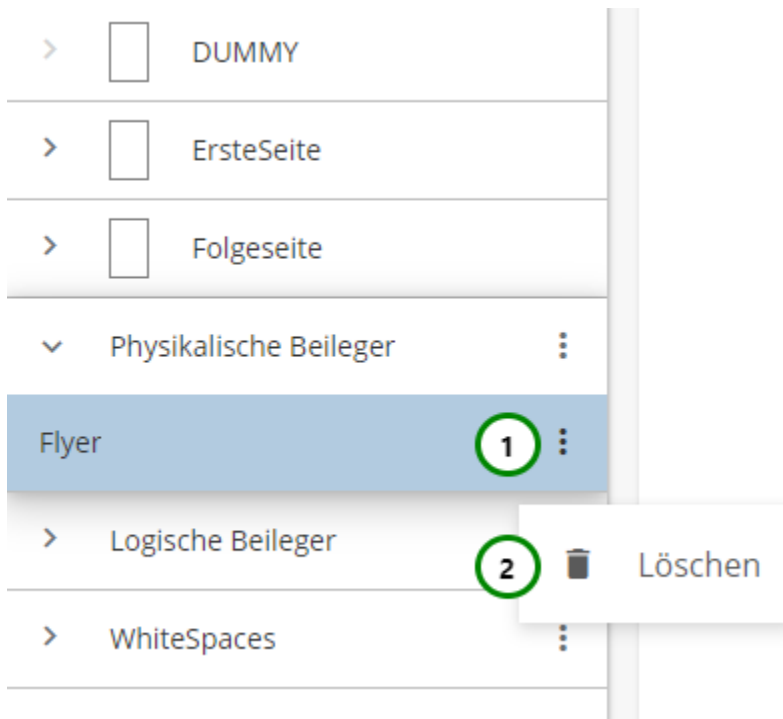 DUMMY
ErsteSeite
Folgeseite
Physikalische Beileger
Flyer 1
Logische Beileger
2 Löschen
WhiteSpaces